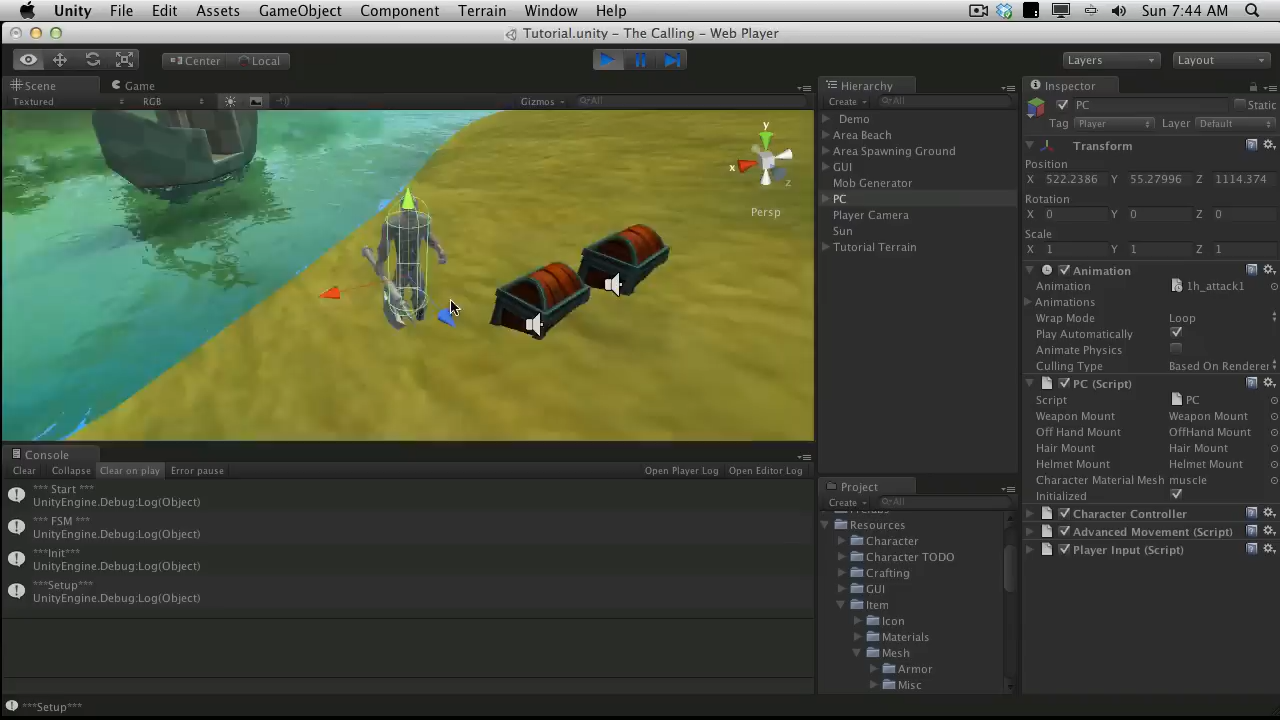 Unity File Edit Assets GameObject Component Terrain Window Help Sun 7:44 AM
Tutorial.unity – The Calling – Web Player
Center Local Layers Layout
Scene Game
Textured RGB Gizmos All
y
x
z
Persp
Hierarchy
Create All
Demo
Area Beach
Area Spawning Ground
GUI
Mob Generator
PC
Player Camera
Sun
Tutorial Terrain
Inspector
PC Static
Tag Player Layer Default
Transform
Position
X 522.2386 Y 55.27996 Z 1114.374
Rotation
X 0 Y 0 Z 0
Scale
X 1 Y 1 Z 1
Animation
Animation 1h_attack1
Animations
Wrap Mode Loop
Play Automatically
Animate Physics
Culling Type Based On Renderer
PC (Script)
Script PC
Weapon Mount Weapon Mount
Off Hand Mount OffHand Mount
Hair Mount Hair Mount
Helmet Mount Helmet Mount
Character Material Mesh muscle
Initialized
Character Controller
Advanced Movement (Script)
Player Input (Script)
Console
Clear Collapse Clear on play Error pause Open Player Log Open Editor Log
*** Start ***
UnityEngine.Debug:Log(Object)
*** FSM ***
UnityEngine.Debug:Log(Object)
***Init***
UnityEngine.Debug:Log(Object)
***Setup***
UnityEngine.Debug:Log(Object)
***Setup***
Project
Create All
Resources
Character
Character TODO
Crafting
GUI
Item
Icon
Materials
Mesh
Armor
Misc